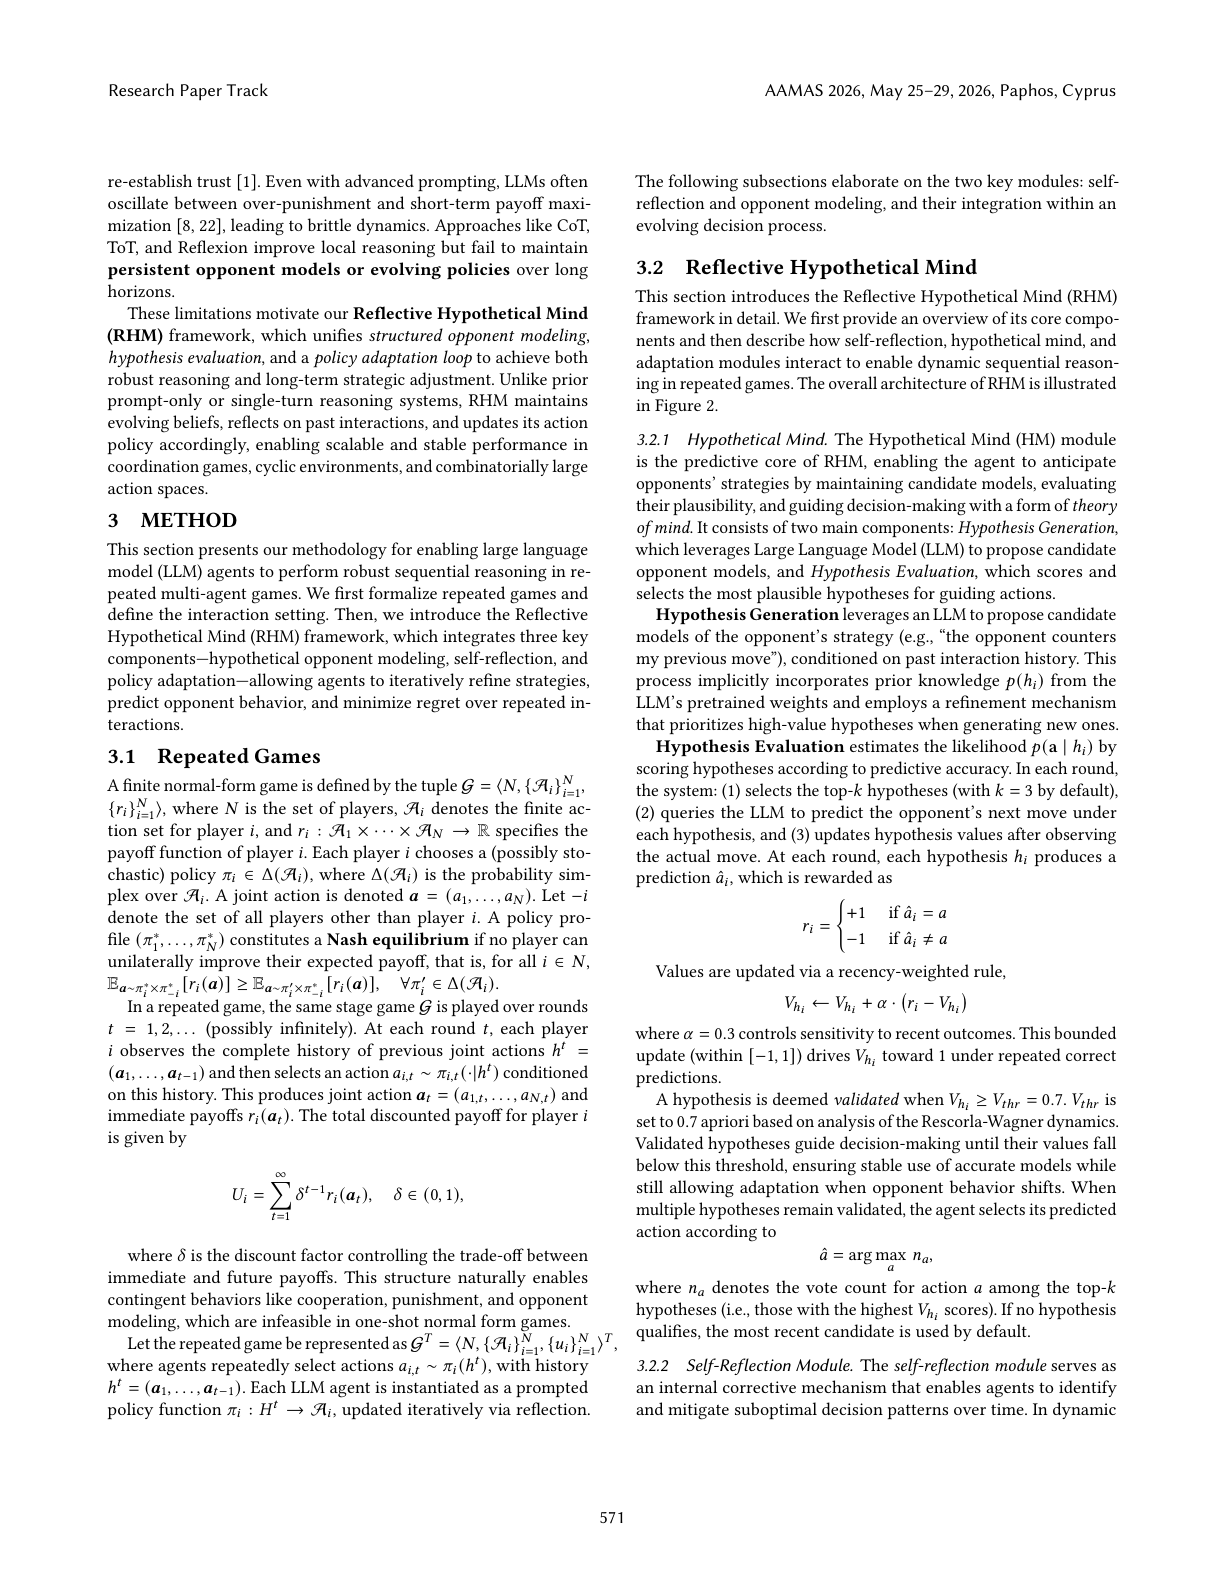 Research Paper Track
AAMAS 2026, May 25–29, 2026, Paphos, Cyprus
re-establish trust [1]. Even with advanced prompting, LLMs often
oscillate between over-punishment and short-term payoff maxi-
mization [8, 22], leading to brittle dynamics. Approaches like CoT,
ToT, and Reflexion improve local reasoning but fail to maintain
persistent opponent models or evolving policies over long
horizons.
These limitations motivate our Reflective Hypothetical Mind
(RHM) framework, which unifies structured opponent modeling,
hypothesis evaluation, and a policy adaptation loop to achieve both
robust reasoning and long-term strategic adjustment. Unlike prior
prompt-only or single-turn reasoning systems, RHM maintains
evolving beliefs, reflects on past interactions, and updates its action
policy accordingly, enabling scalable and stable performance in
coordination games, cyclic environments, and combinatorially large
action spaces.
3 METHOD
This section presents our methodology for enabling large language
model (LLM) agents to perform robust sequential reasoning in re-
peated multi-agent games. We first formalize repeated games and
define the interaction setting. Then, we introduce the Reflective
Hypothetical Mind (RHM) framework, which integrates three key
components—hypothetical opponent modeling, self-reflection, and
policy adaptation—allowing agents to iteratively refine strategies,
predict opponent behavior, and minimize regret over repeated in-
teractions.
3.1 Repeated Games
A finite normal-form game is defined by the tuple 𝒢 = ⟨N, {𝒜_i}_{i=1}^N,
{r_i}_{i=1}^N⟩, where N is the set of players, 𝒜_i denotes the finite ac-
tion set for player i, and r_i : 𝒜_1 × ⋯ × 𝒜_N → ℝ specifies the
payoff function of player i. Each player i chooses a (possibly sto-
chastic) policy π_i ∈ Δ(𝒜_i), where Δ(𝒜_i) is the probability sim-
plex over 𝒜_i. A joint action is denoted a = (a_1, . . . , a_N). Let −i
denote the set of all players other than player i. A policy pro-
file (π_1^*, . . . , π_N^*) constitutes a Nash equilibrium if no player can
unilaterally improve their expected payoff, that is, for all i ∈ N,
𝔼_{a∼π_i^*×π_{−i}^*}[r_i(a)] ≥ 𝔼_{a∼π_i′×π_{−i}^*}[r_i(a)], ∀π_i′ ∈ Δ(𝒜_i).
In a repeated game, the same stage game 𝒢 is played over rounds
t = 1, 2, . . . (possibly infinitely). At each round t, each player
i observes the complete history of previous joint actions h^t =
(a_1, . . . , a_{t−1}) and then selects an action a_{i,t} ∼ π_{i,t}(·|h^t) conditioned
on this history. This produces joint action a_t = (a_{1,t}, . . . , a_{N,t}) and
immediate payoffs r_i(a_t). The total discounted payoff for player i
is given by
U_i = ∑_{t=1}^∞ δ^{t−1} r_i(a_t), δ ∈ (0, 1),
where δ is the discount factor controlling the trade-off between
immediate and future payoffs. This structure naturally enables
contingent behaviors like cooperation, punishment, and opponent
modeling, which are infeasible in one-shot normal form games.
Let the repeated game be represented as 𝒢^T = ⟨N, {𝒜_i}_{i=1}^N, {u_i}_{i=1}^N⟩^T,
where agents repeatedly select actions a_{i,t} ∼ π_i(h^t), with history
h^t = (a_1, . . . , a_{t−1}). Each LLM agent is instantiated as a prompted
policy function π_i : H^t → 𝒜_i, updated iteratively via reflection.
The following subsections elaborate on the two key modules: self-
reflection and opponent modeling, and their integration within an
evolving decision process.
3.2 Reflective Hypothetical Mind
This section introduces the Reflective Hypothetical Mind (RHM)
framework in detail. We first provide an overview of its core compo-
nents and then describe how self-reflection, hypothetical mind, and
adaptation modules interact to enable dynamic sequential reason-
ing in repeated games. The overall architecture of RHM is illustrated
in Figure 2.
3.2.1 Hypothetical Mind. The Hypothetical Mind (HM) module
is the predictive core of RHM, enabling the agent to anticipate
opponents' strategies by maintaining candidate models, evaluating
their plausibility, and guiding decision-making with a form of theory
of mind. It consists of two main components: Hypothesis Generation,
which leverages Large Language Model (LLM) to propose candidate
opponent models, and Hypothesis Evaluation, which scores and
selects the most plausible hypotheses for guiding actions.
Hypothesis Generation leverages an LLM to propose candidate
models of the opponent's strategy (e.g., “the opponent counters
my previous move”), conditioned on past interaction history. This
process implicitly incorporates prior knowledge p(h_i) from the
LLM's pretrained weights and employs a refinement mechanism
that prioritizes high-value hypotheses when generating new ones.
Hypothesis Evaluation estimates the likelihood p(a | h_i) by
scoring hypotheses according to predictive accuracy. In each round,
the system: (1) selects the top-k hypotheses (with k = 3 by default),
(2) queries the LLM to predict the opponent's next move under
each hypothesis, and (3) updates hypothesis values after observing
the actual move. At each round, each hypothesis h_i produces a
prediction â_i, which is rewarded as
r_i = { +1 if â_i = a
−1 if â_i ≠ a
Values are updated via a recency-weighted rule,
V_{h_i} ← V_{h_i} + α · (r_i − V_{h_i})
where α = 0.3 controls sensitivity to recent outcomes. This bounded
update (within [−1, 1]) drives V_{h_i} toward 1 under repeated correct
predictions.
A hypothesis is deemed validated when V_{h_i} ≥ V_{thr} = 0.7. V_{thr} is
set to 0.7 apriori based on analysis of the Rescorla-Wagner dynamics.
Validated hypotheses guide decision-making until their values fall
below this threshold, ensuring stable use of accurate models while
still allowing adaptation when opponent behavior shifts. When
multiple hypotheses remain validated, the agent selects its predicted
action according to
â = arg max_a n_a,
where n_a denotes the vote count for action a among the top-k
hypotheses (i.e., those with the highest V_{h_i} scores). If no hypothesis
qualifies, the most recent candidate is used by default.
3.2.2 Self-Reflection Module. The self-reflection module serves as
an internal corrective mechanism that enables agents to identify
and mitigate suboptimal decision patterns over time. In dynamic
571